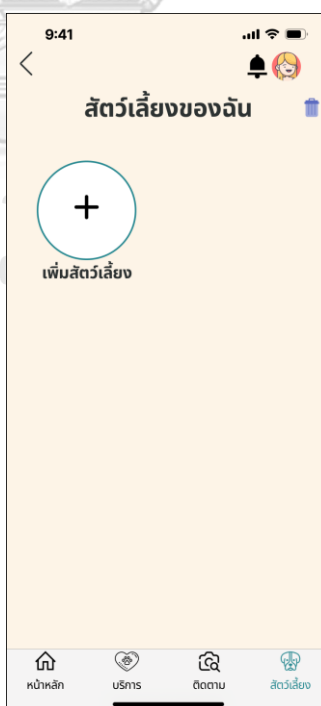 9:41
สัตว์เลี้ยงของฉัน
เพิ่มสัตว์เลี้ยง
หน้าหลัก
บริการ
ติดตาม
สัตว์เลี้ยง